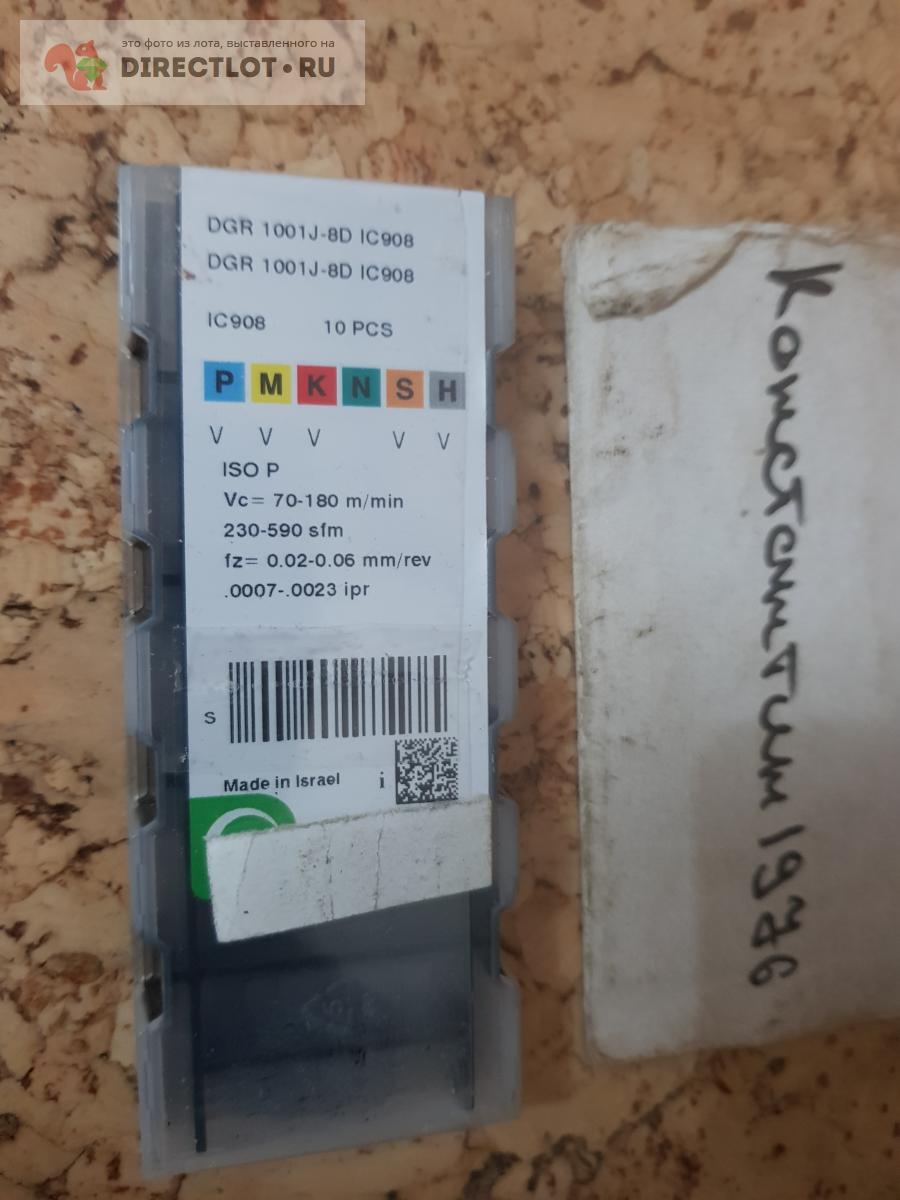 это фото из лота, выставленного на
DIRECTLOT.RU
DGR 1001J-8D IC908
DGR 1001J-8D IC908
IC908 10 PCS
P M K N S H
V V V V V
ISO P
Vc= 70-180 m/min
230-590 sfm
fz= 0.02-0.06 mm/rev
.0007-.0023 ipr
S
Made in Israel i
Константин 1976